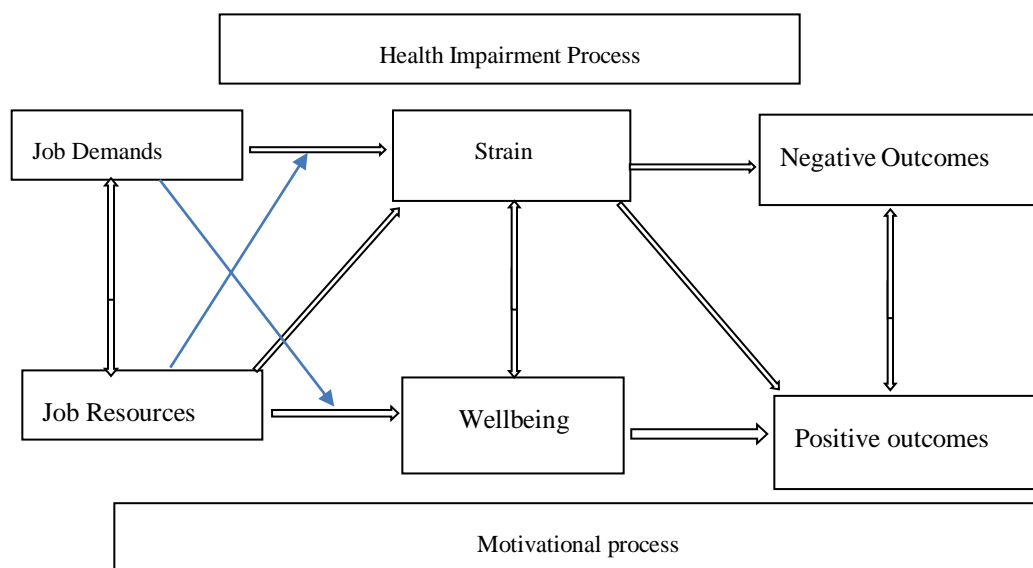 Health Impairment Process
Job Demands
Strain
Negative Outcomes
Job Resources
Wellbeing
Positive outcomes
Motivational process